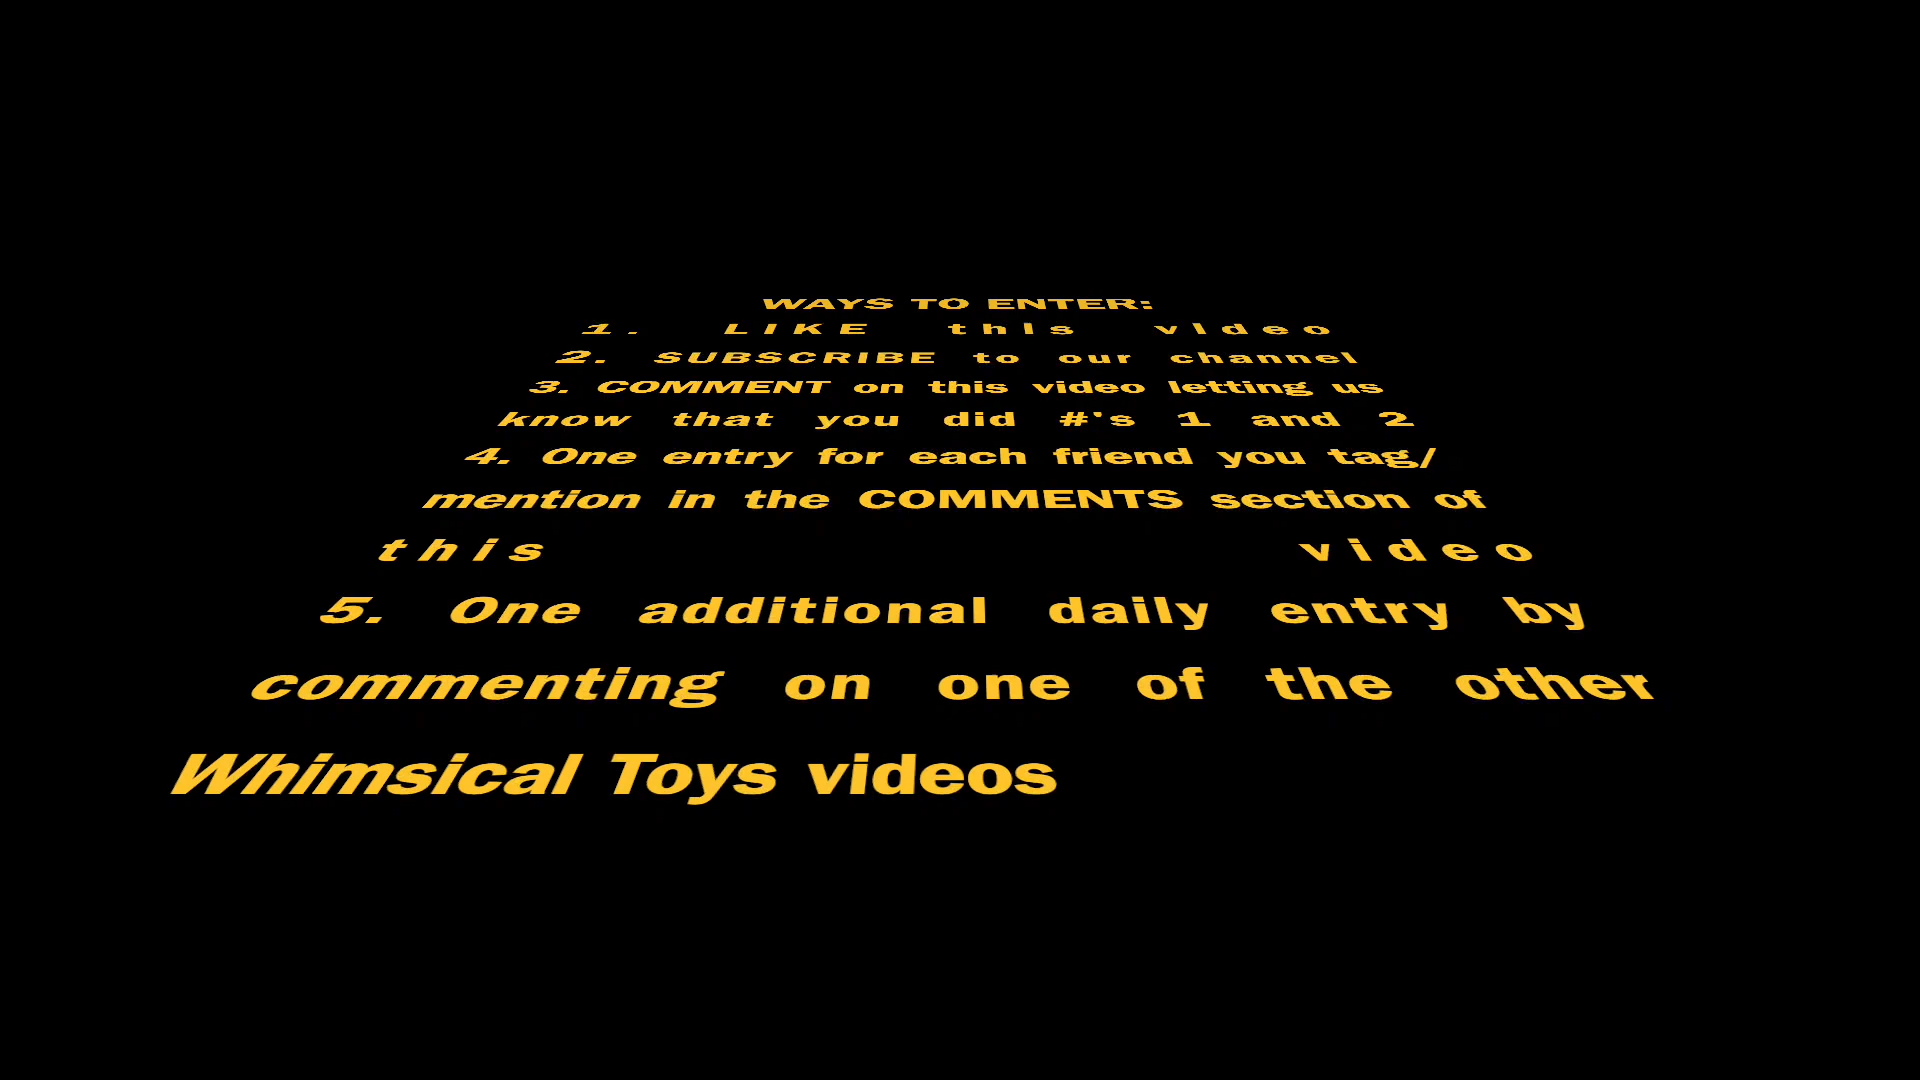 WAYS TO ENTER:
1. LIKE this video
2. SUBSCRIBE to our channel
3. COMMENT on this video letting us
know that you did #'s 1 and 2
4. One entry for each friend you tag/
mention in the COMMENTS section of
this video
5. One additional daily entry by
commenting on one of the other
Whimsical Toys videos